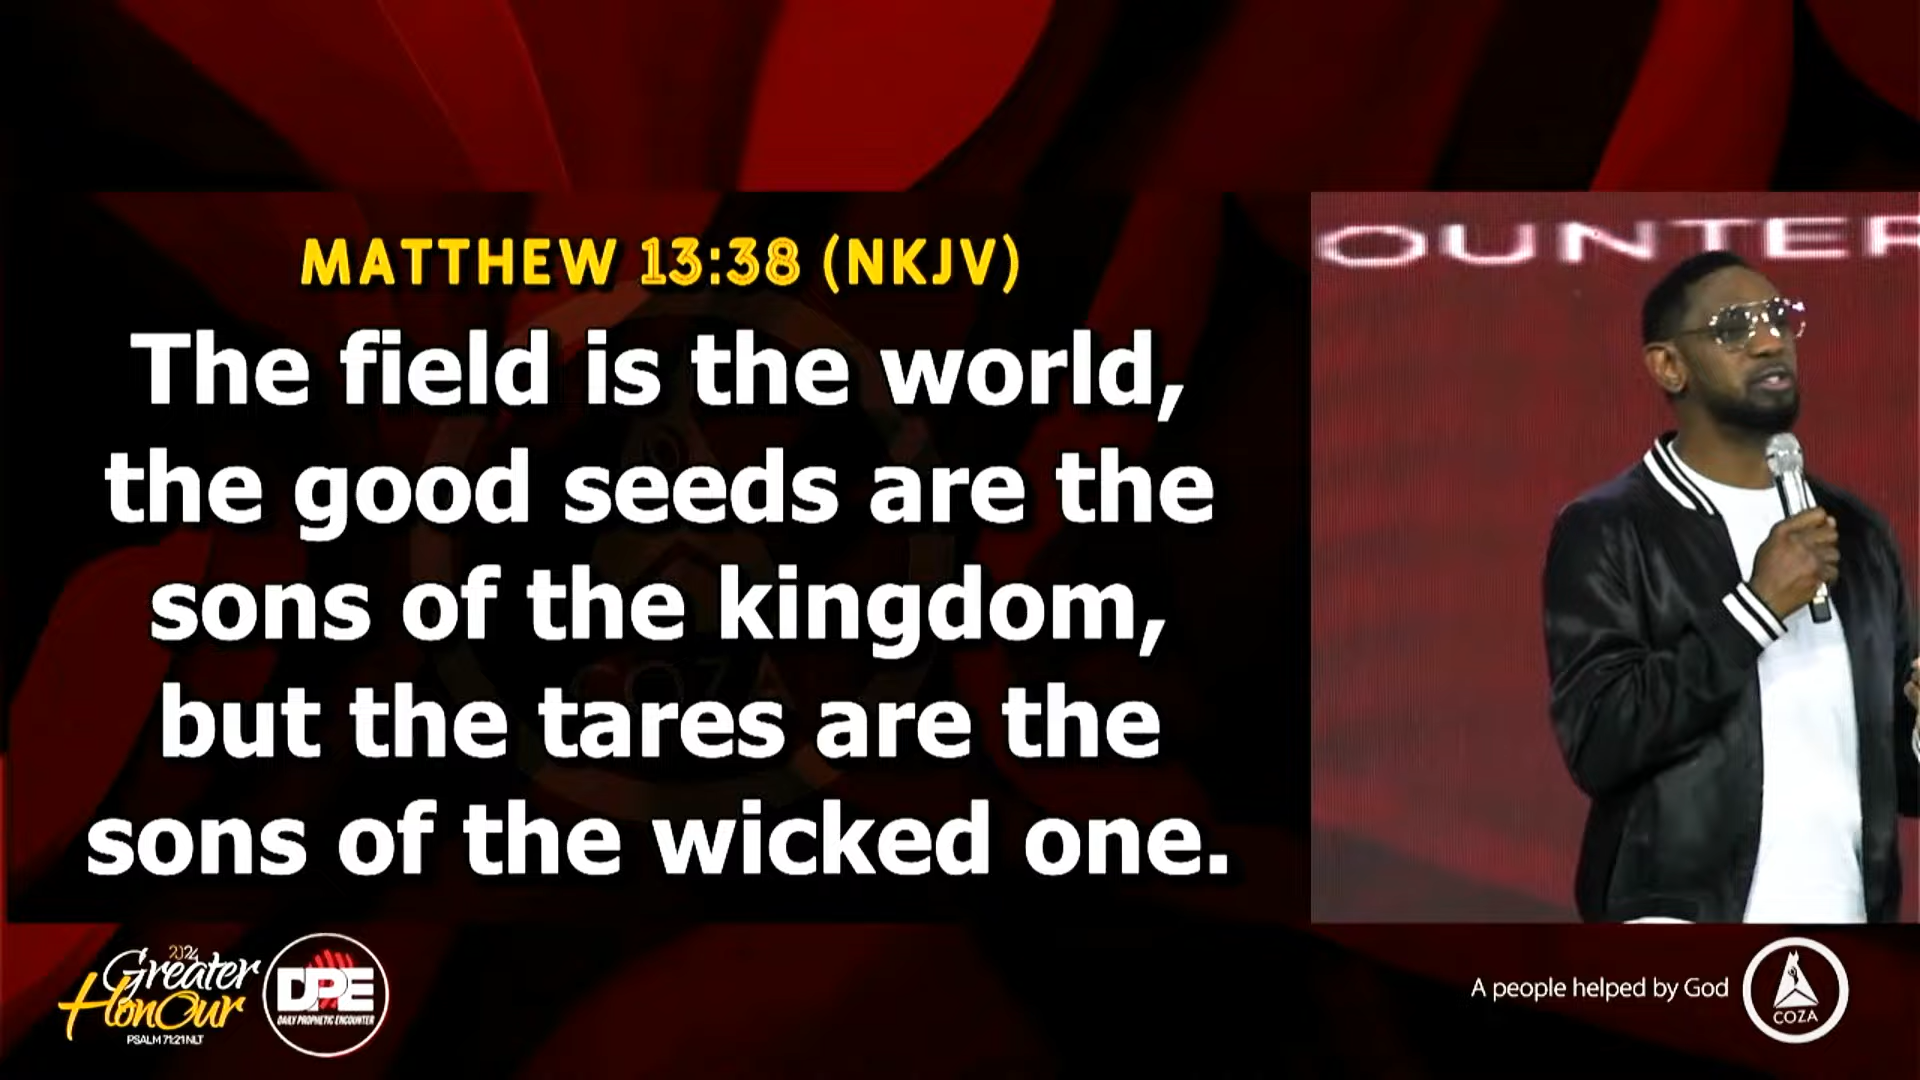 OUNTER
MATTHEW 13:38 (NKJV)
The field is the world,
the good seeds are the
sons of the kingdom,
but the tares are the
sons of the wicked one.
2024
Greater
HonOur
PSALM 71:21 NLT
DPE
DAILY PROPHETIC ENCOUNTER
A people helped by God
COZA